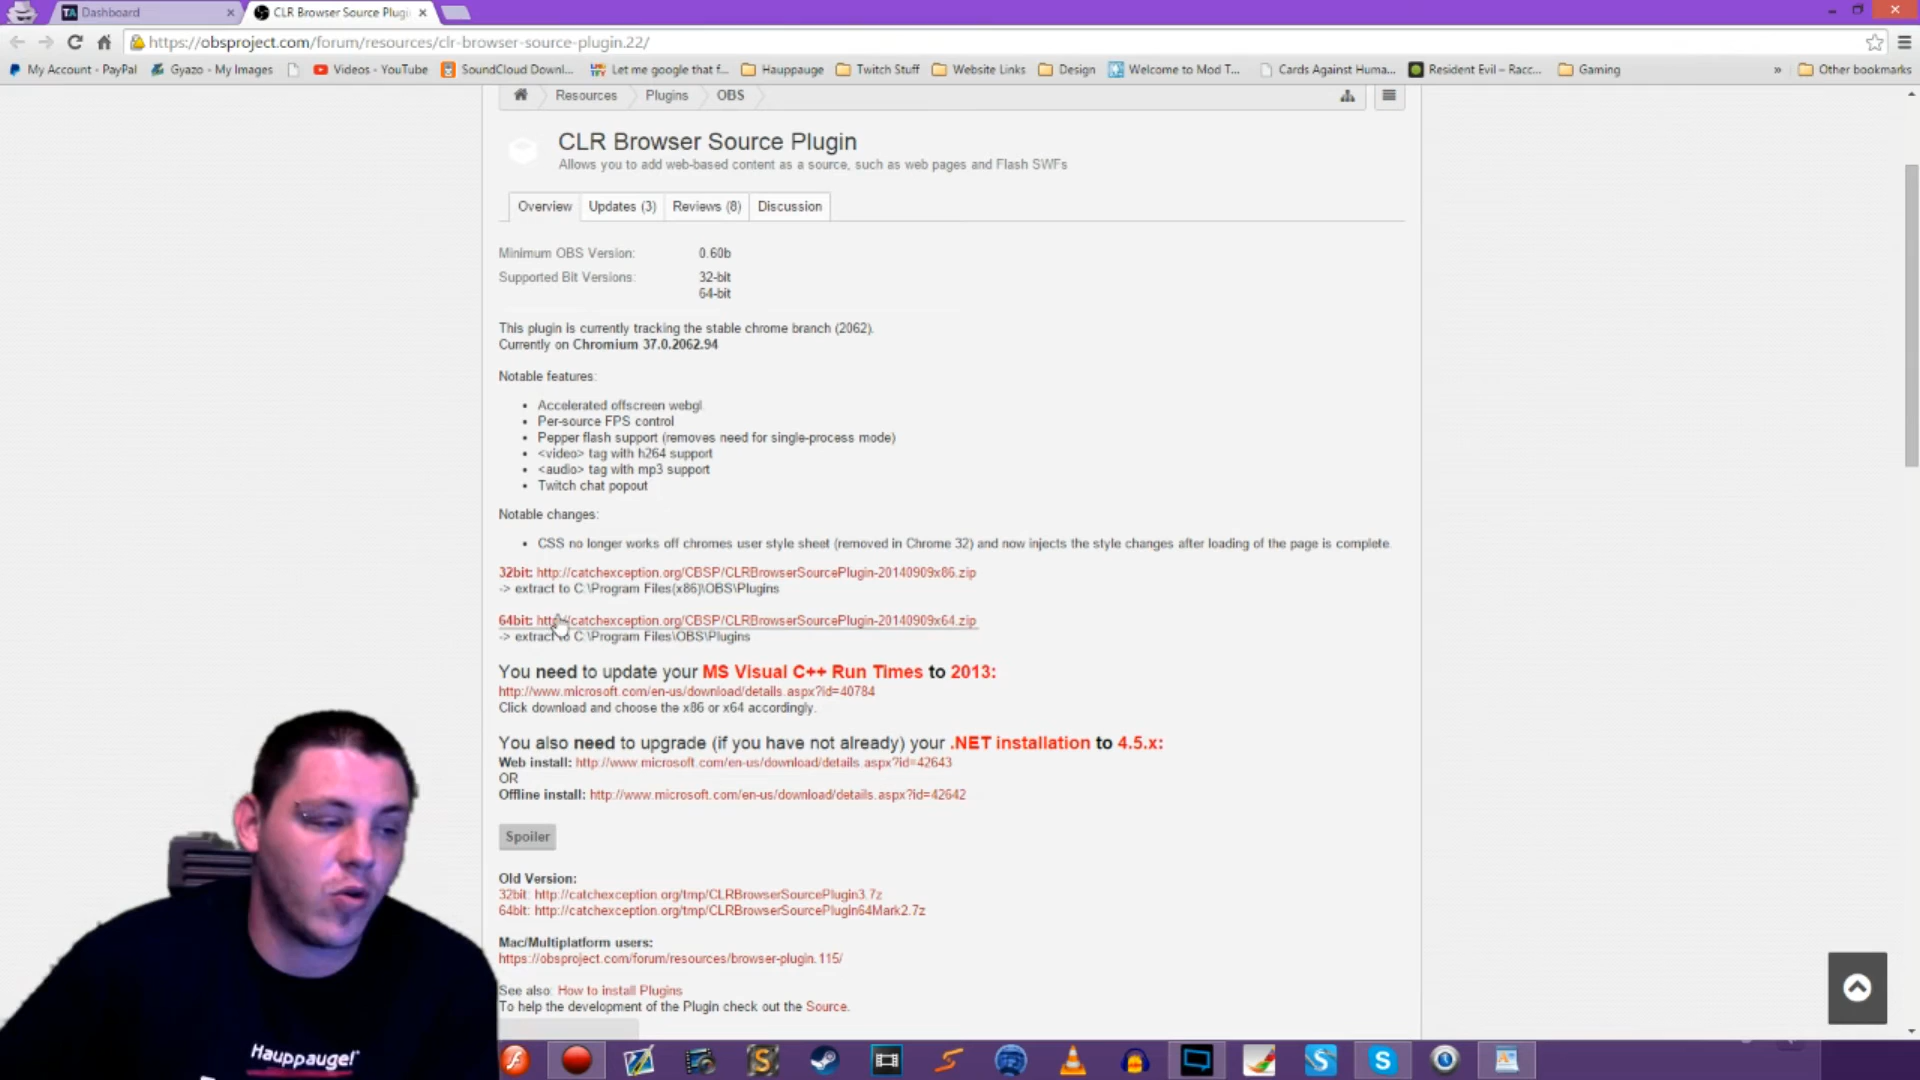 TA Dashboard
CLR Browser Source Plugin
https://obsproject.com/forum/resources/clr-browser-source-plugin.22/
My Account - PayPal
Gyazo - My Images
Videos - YouTube
SoundCloud Downl...
Let me google that f...
Hauppauge
Twitch Stuff
Website Links
Design
Welcome to Mod T...
Cards Against Huma...
Resident Evil – Racc...
Gaming
»
Other bookmarks
Resources
Plugins
OBS
CLR Browser Source Plugin
Allows you to add web-based content as a source, such as web pages and Flash SWFs
Overview
Updates (3)
Reviews (8)
Discussion
Minimum OBS Version: 0.60b
Supported Bit Versions: 32-bit
64-bit
This plugin is currently tracking the stable chrome branch (2062).
Currently on Chromium 37.0.2062.94
Notable features:
• Accelerated offscreen webgl
• Per-source FPS control
• Pepper flash support (removes need for single-process mode)
• <video> tag with h264 support
• <audio> tag with mp3 support
• Twitch chat popout
Notable changes:
• CSS no longer works off chromes user style sheet (removed in Chrome 32) and now injects the style changes after loading of the page is complete.
32bit: http://catchexception.org/CBSP/CLRBrowserSourcePlugin-20140909x86.zip
-> extract to C:\Program Files(x86)\OBS\Plugins
64bit: http://catchexception.org/CBSP/CLRBrowserSourcePlugin-20140909x64.zip
-> extract to C:\Program Files\OBS\Plugins
You need to update your MS Visual C++ Run Times to 2013:
http://www.microsoft.com/en-us/download/details.aspx?id=40784
Click download and choose the x86 or x64 accordingly.
You also need to upgrade (if you have not already) your .NET installation to 4.5.x:
Web install: http://www.microsoft.com/en-us/download/details.aspx?id=42643
OR
Offline install: http://www.microsoft.com/en-us/download/details.aspx?id=42642
Spoiler
Old Version:
32bit: http://catchexception.org/tmp/CLRBrowserSourcePlugin3.7z
64bit: http://catchexception.org/tmp/CLRBrowserSourcePlugin64Mark2.7z
Mac/Multiplatform users:
https://obsproject.com/forum/resources/browser-plugin.115/
See also: How to install Plugins
To help the development of the Plugin check out the Source.
Hauppauge!